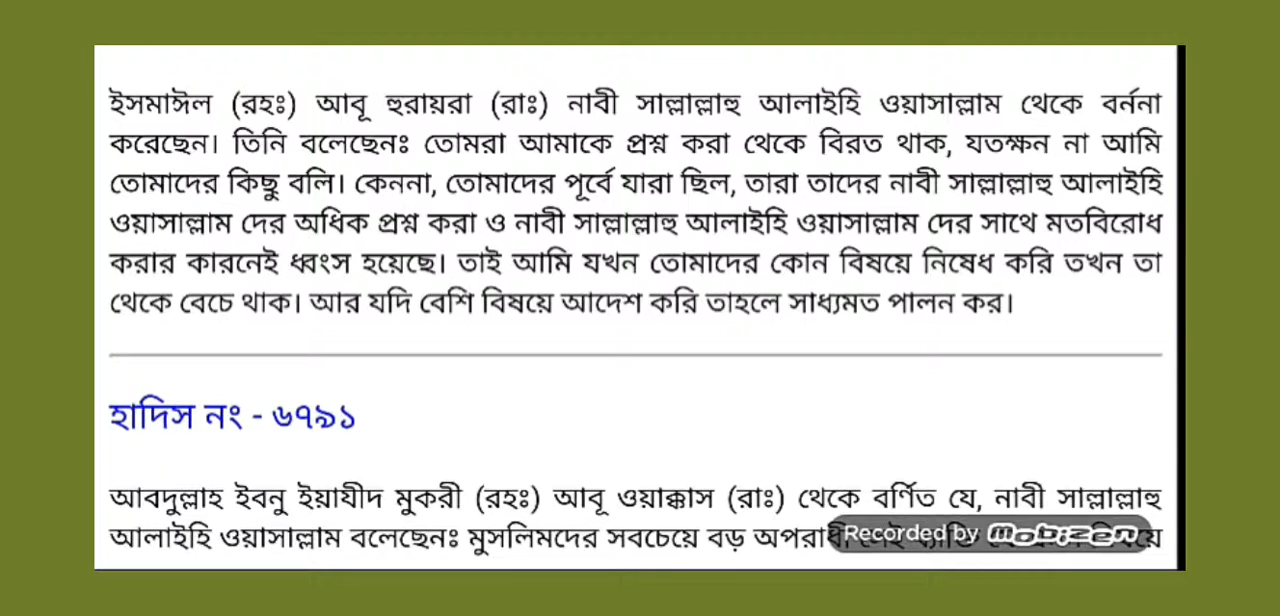 ইসমাঈল (রহঃ) আবূ হুরায়রা (রাঃ) নাবী সাল্লাল্লাহু আলাইহি ওয়াসাল্লাম থেকে বর্ননা
করেছেন। তিনি বলেছেনঃ তোমরা আমাকে প্রশ্ন করা থেকে বিরত থাক, যতক্ষন না আমি
তোমাদের কিছু বলি। কেননা, তোমাদের পূর্বে যারা ছিল, তারা তাদের নাবী সাল্লাল্লাহু আলাইহি
ওয়াসাল্লাম দের অধিক প্রশ্ন করা ও নাবী সাল্লাল্লাহু আলাইহি ওয়াসাল্লাম দের সাথে মতবিরোধ
করার কারনেই ধ্বংস হয়েছে। তাই আমি যখন তোমাদের কোন বিষয়ে নিষেধ করি তখন তা
থেকে বেচে থাক। আর যদি বেশি বিষয়ে আদেশ করি তাহলে সাধ্যমত পালন কর।
হাদিস নং - ৬৭৯১
আবদুল্লাহ ইবনু ইয়াযীদ মুকরী (রহঃ) আবূ ওয়াক্কাস (রাঃ) থেকে বর্ণিত যে, নাবী সাল্লাল্লাহু
আলাইহি ওয়াসাল্লাম বলেছেনঃ মুসলিমদের সবচেয়ে বড় অপরাধী
Recorded by mobizen